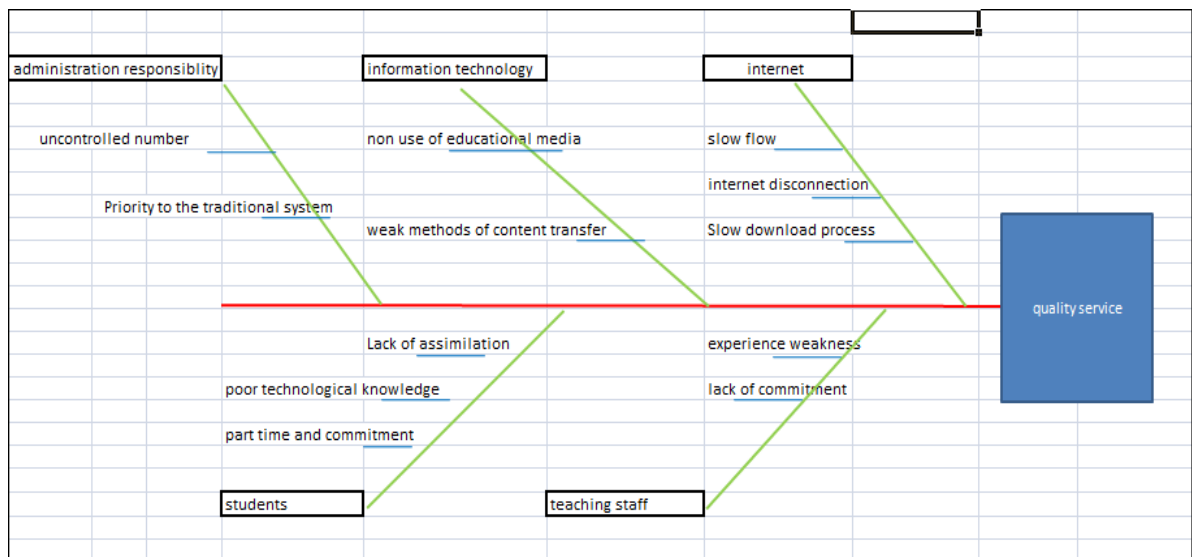 administration responsiblity
information technology
internet
uncontrolled number
non use of educational media
slow flow
internet disconnection
Priority to the traditional system
weak methods of content transfer
Slow download process
quality service
Lack of assimilation
experience weakness
poor technological knowledge
lack of commitment
part time and commitment
students
teaching staff